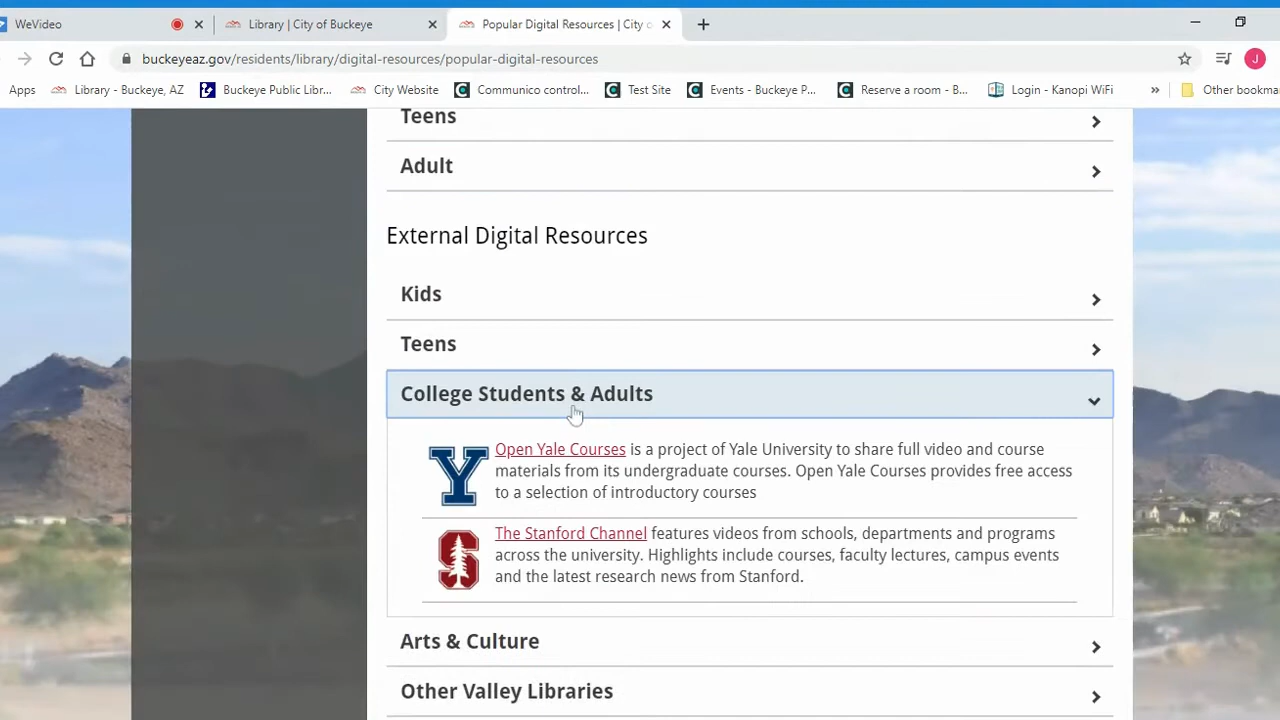 WeVideo
Library | City of Buckeye
Popular Digital Resources | City o
buckeyeaz.gov/residents/library/digital-resources/popular-digital-resources
J
Apps
Library - Buckeye, AZ
Buckeye Public Libr...
City Website
Communico control...
Test Site
Events - Buckeye P...
Reserve a room - B...
Login - Kanopi WiFi
»
Other bookma
Teens
Adult
External Digital Resources
Kids
Teens
College Students & Adults
Y
Open Yale Courses is a project of Yale University to share full video and course
materials from its undergraduate courses. Open Yale Courses provides free access
to a selection of introductory courses
S
The Stanford Channel features videos from schools, departments and programs
across the university. Highlights include courses, faculty lectures, campus events
and the latest research news from Stanford.
Arts & Culture
Other Valley Libraries